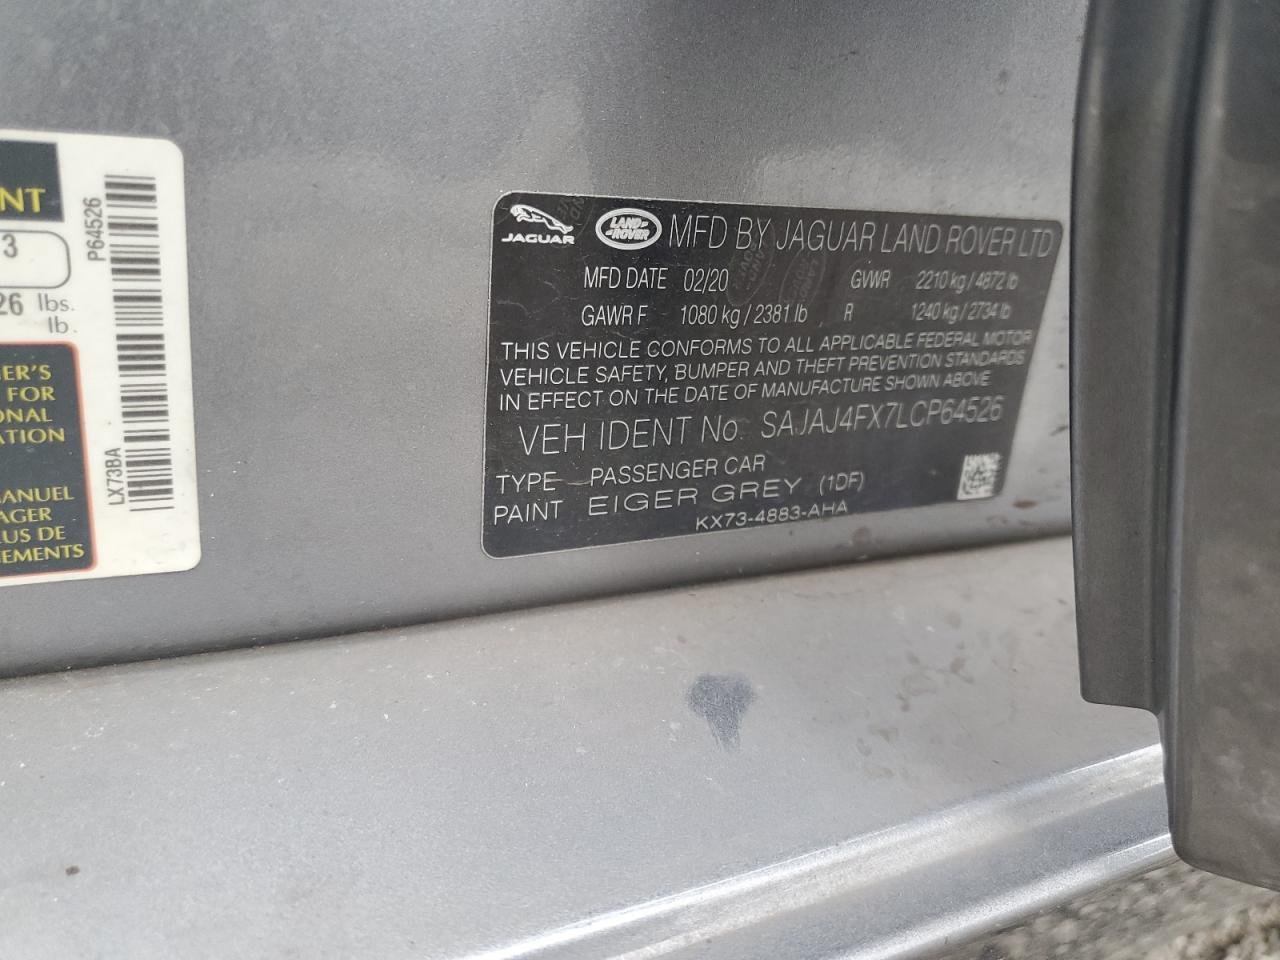 NT
3
26 lbs.
lb.
ER'S
FOR
ONAL
ATION
MANUEL
AGER
LUS DE
EMENTS
P64526
LX73BA
JAGUAR LAND ROVER MFD BY JAGUAR LAND ROVER LTD
MFD DATE 02/20 GVWR 2210 kg / 4872 lb
GAWR F 1080 kg / 2381 lb R 1240 kg / 2734 lb
THIS VEHICLE CONFORMS TO ALL APPLICABLE FEDERAL MOTOR
VEHICLE SAFETY, BUMPER AND THEFT PREVENTION STANDARDS
IN EFFECT ON THE DATE OF MANUFACTURE SHOWN ABOVE
VEH IDENT No. SAJAJ4FX7LCP64526
TYPE PASSENGER CAR
PAINT EIGER GREY (1DF)
KX73-4883-AHA